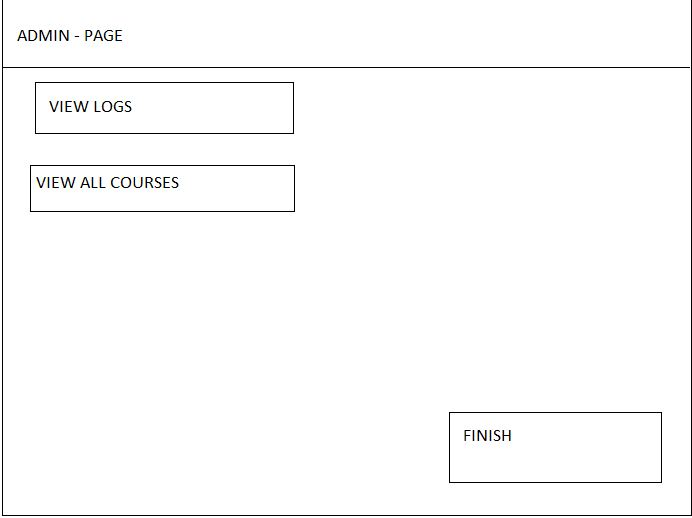 ADMIN - PAGE
VIEW LOGS
VIEW ALL COURSES
FINISH